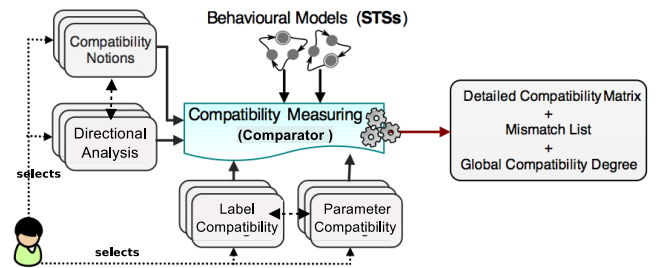 Behavioural Models (STSs)
Compatibility
Notions
Directional
Analysis
selects
Compatibility Measuring
(Comparator )
Detailed Compatibility Matrix
+
Mismatch List
+
Global Compatibility Degree
Label
Compatibility
Parameter
Compatibility
selects